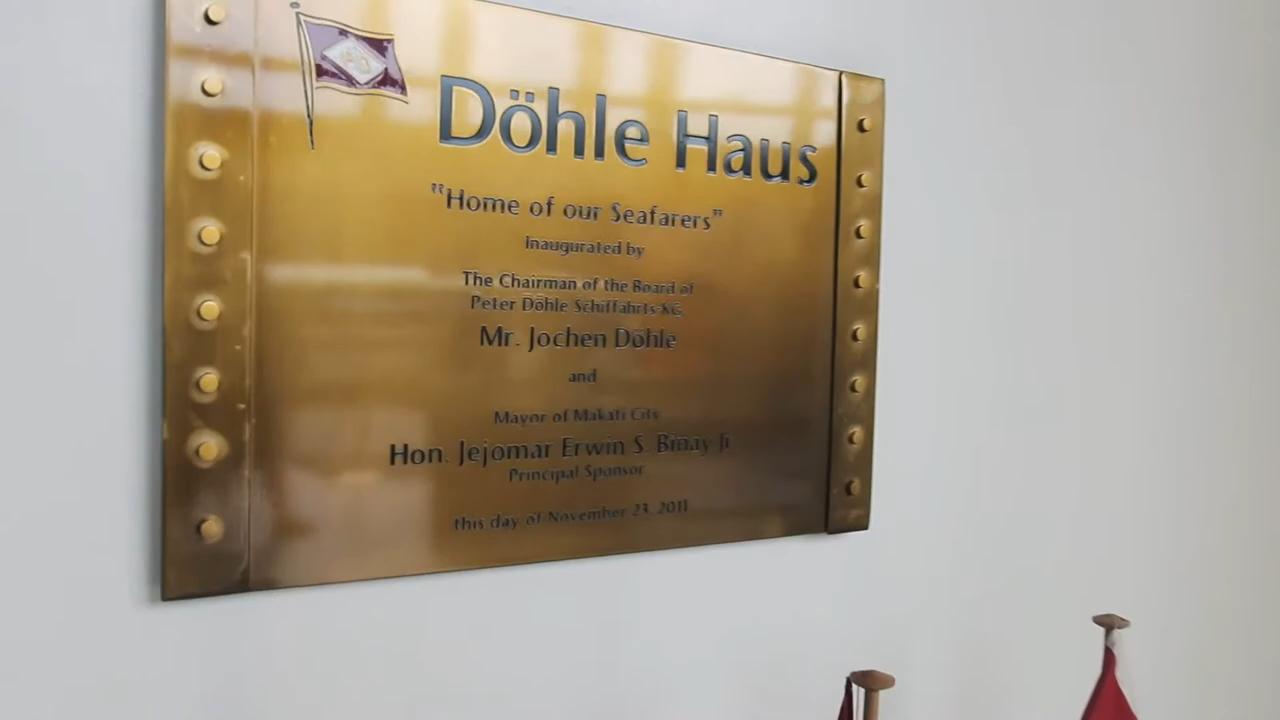 Döhle Haus
"Home of our Seafarers"
Inaugurated by
The Chairman of the Board of
Peter Döhle Schiffahrts-KG,
Mr. Jochen Döhle
and
Mayor of Makati City
Hon. Jejomar Erwin S. Binay Jr
Principal Sponsor
this day of November 23, 2011